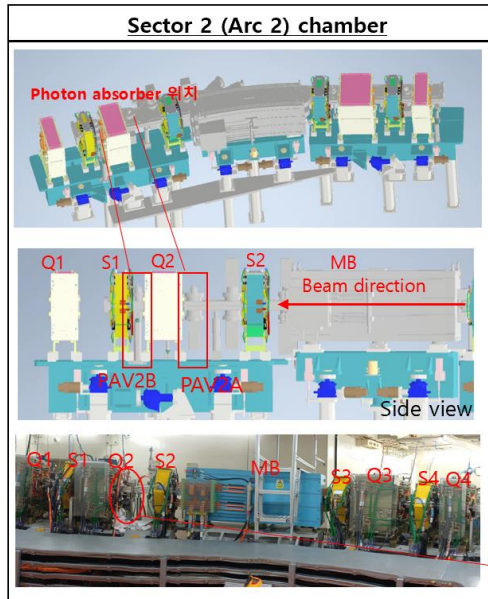 Sector 2 (Arc 2) chamber
Photon absorber 위치
Q1
S1
Q2
S2
MB
Beam direction
PAV2B
PAV2A
Side view
Q1
S1
Q2
S2
MB
S3
Q3
S4
Q4